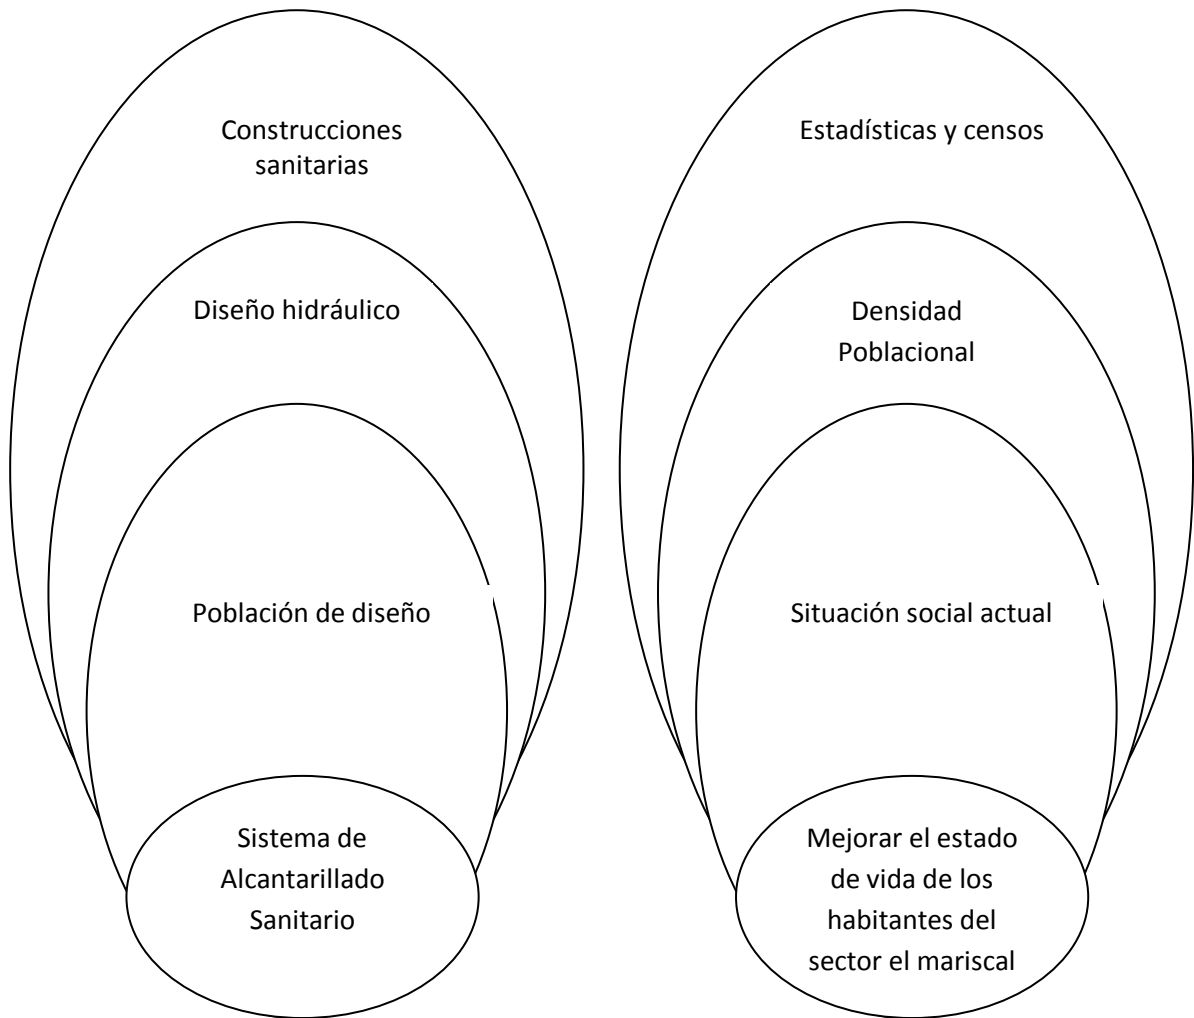 Construcciones
sanitarias
Diseño hidráulico
Población de diseño
Sistema de
Alcantarillado
Sanitario
Estadísticas y censos
Densidad
Poblacional
Situación social actual
Mejorar el estado
de vida de los
habitantes del
sector el mariscal